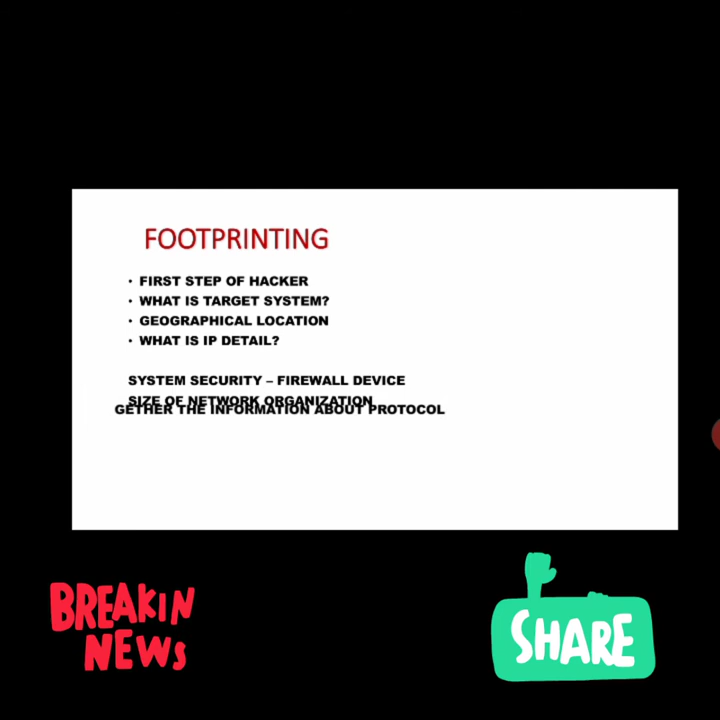 FOOTPRINTING
• FIRST STEP OF HACKER
• WHAT IS TARGET SYSTEM?
• GEOGRAPHICAL LOCATION
• WHAT IS IP DETAIL?
SYSTEM SECURITY – FIREWALL DEVICE
SIZE OF NETWORK ORGANIZATION
GETHER THE INFORMATION ABOUT PROTOCOL
BREAKIN
NEWS
SHARE